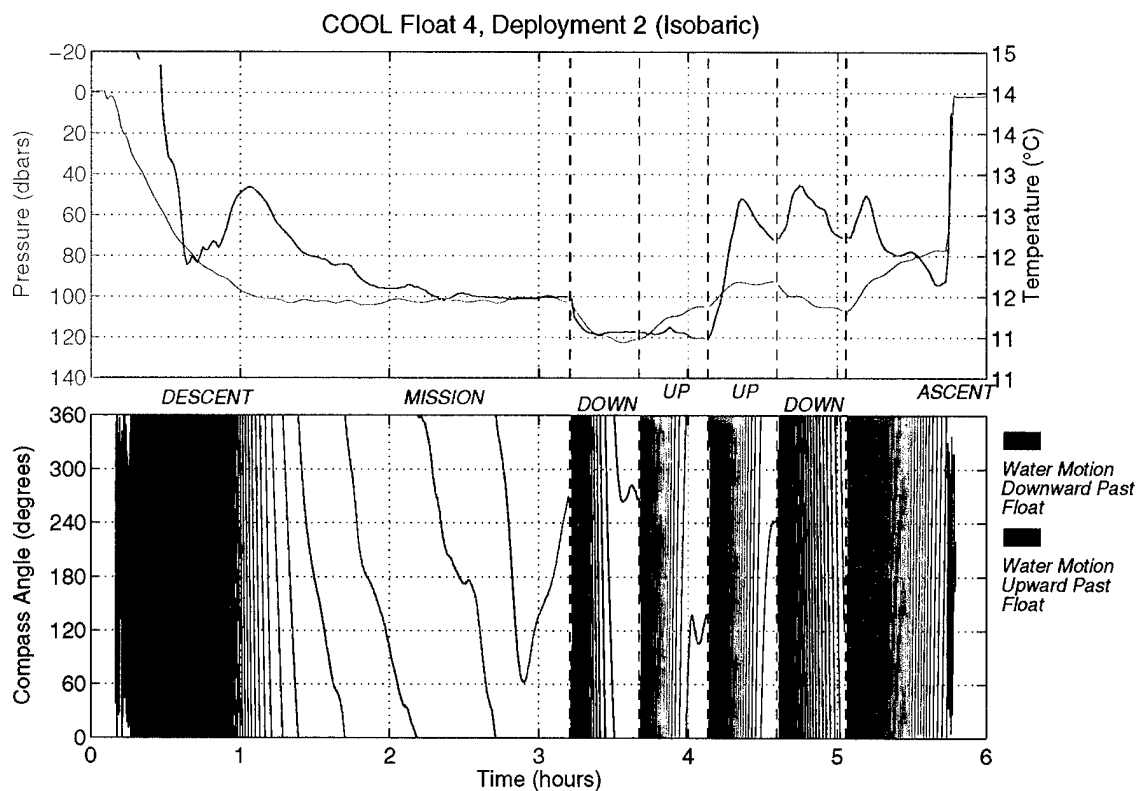 COOL Float 4, Deployment 2 (Isobaric)
Pressure (dbars)
-20
0
20
40
60
80
100
120
140
Temperature (°C)
15
14
14
13
13
12
12
11
11
DESCENT
MISSION
DOWN
UP
UP
DOWN
ASCENT
Compass Angle (degrees)
360
300
240
180
120
60
0
0
1
2
3
4
5
6
Time (hours)
Water Motion
Downward Past
Float
Water Motion
Upward Past
Float